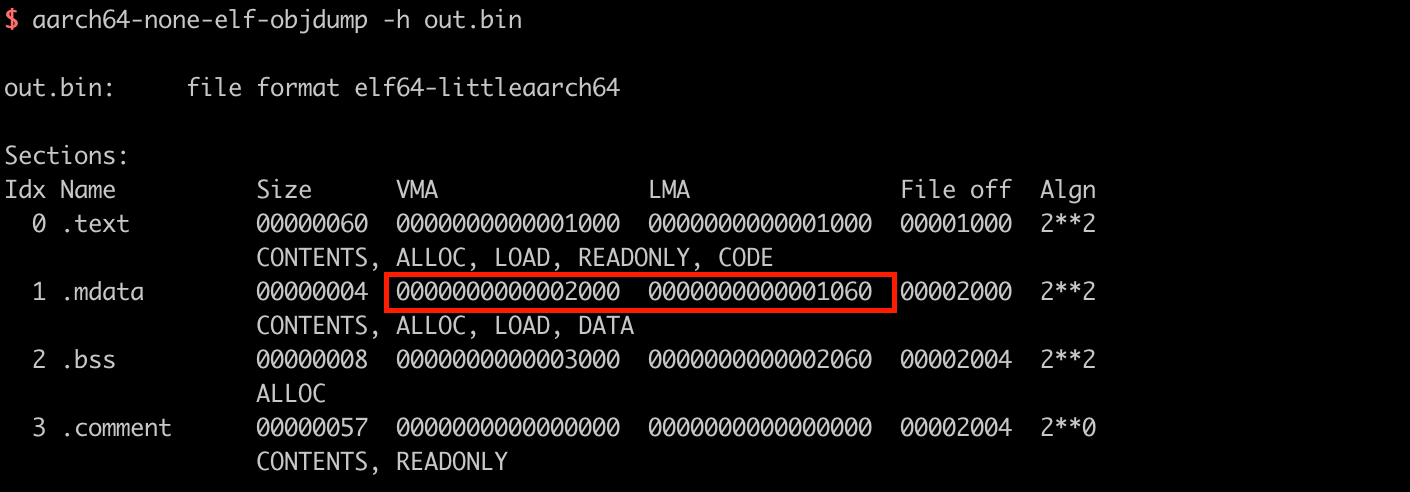 $ aarch64-none-elf-objdump -h out.bin
out.bin:     file format elf64-littleaarch64
Sections:
Idx Name          Size      VMA               LMA               File off  Algn
  0 .text         00000060  0000000000001000  0000000000001000  00001000  2**2
                  CONTENTS, ALLOC, LOAD, READONLY, CODE
  1 .mdata        00000004  0000000000002000  0000000000001060  00002000  2**2
                  CONTENTS, ALLOC, LOAD, DATA
  2 .bss          00000008  0000000000003000  0000000000002060  00002004  2**2
                  ALLOC
  3 .comment      00000057  0000000000000000  0000000000000000  00002004  2**0
                  CONTENTS, READONLY